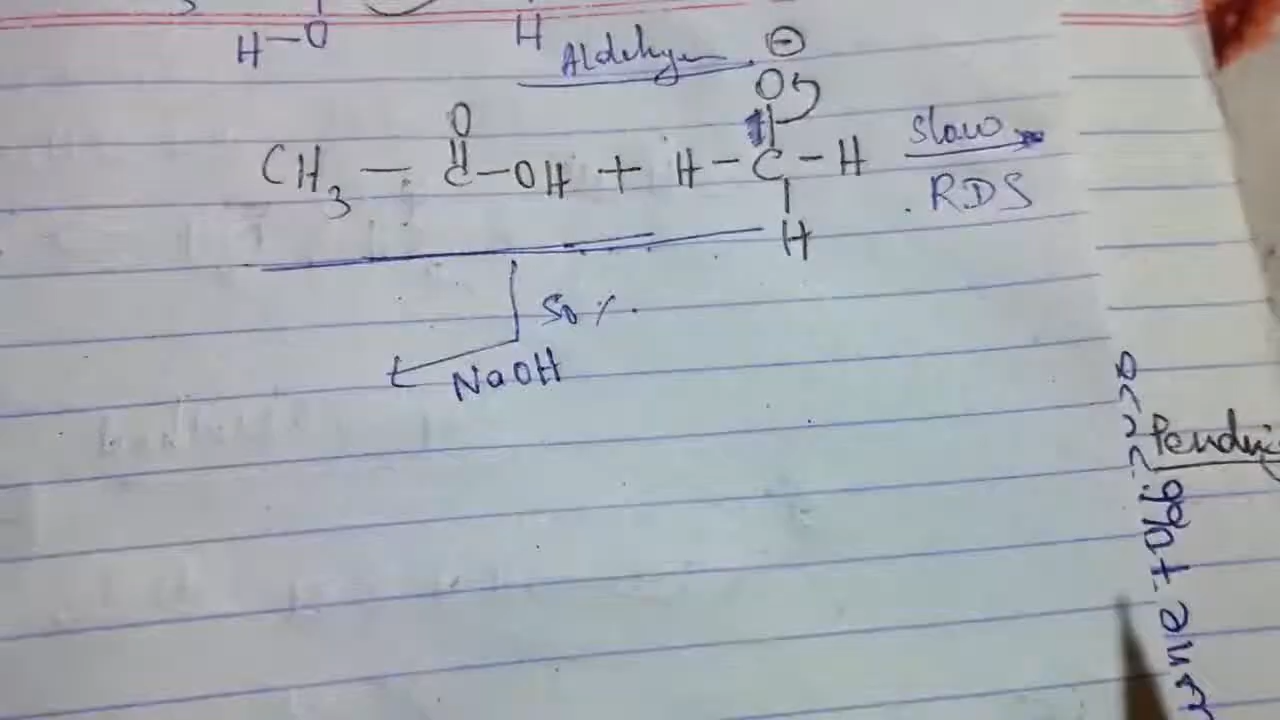 H-O H
Aldehyde ⊖
O O
CH3 - C - OH + H - C - H slow
RDS
H
50 %.
NaOH
Pending